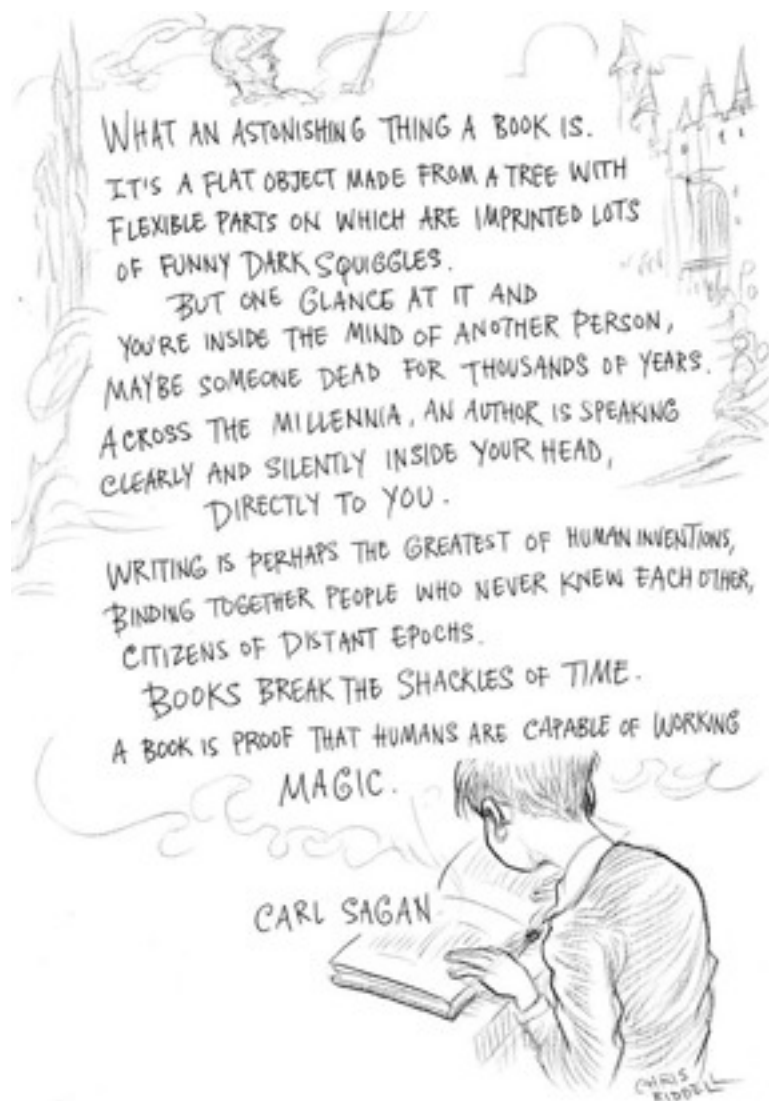 WHAT AN ASTONISHING THING A BOOK IS.
IT'S A FLAT OBJECT MADE FROM A TREE WITH
FLEXIBLE PARTS ON WHICH ARE IMPRINTED LOTS
OF FUNNY DARK SQUIGGLES.
BUT ONE GLANCE AT IT AND
YOU'RE INSIDE THE MIND OF ANOTHER PERSON,
MAYBE SOMEONE DEAD FOR THOUSANDS OF YEARS.
ACROSS THE MILLENNIA, AN AUTHOR IS SPEAKING
CLEARLY AND SILENTLY INSIDE YOUR HEAD,
DIRECTLY TO YOU.
WRITING IS PERHAPS THE GREATEST OF HUMAN INVENTIONS,
BINDING TOGETHER PEOPLE WHO NEVER KNEW EACH OTHER,
CITIZENS OF DISTANT EPOCHS.
BOOKS BREAK THE SHACKLES OF TIME.
A BOOK IS PROOF THAT HUMANS ARE CAPABLE OF WORKING
MAGIC.
CARL SAGAN
CHRIS
RIDDELL